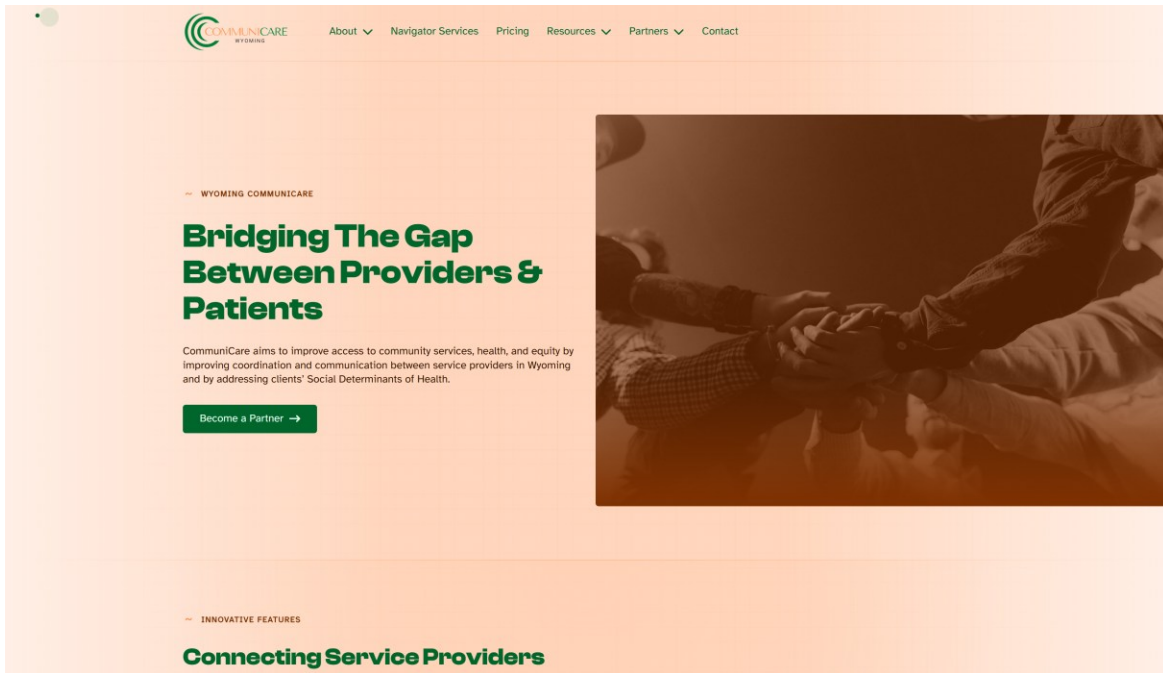 COMMUNICARE
WYOMING
About
Navigator Services
Pricing
Resources
Partners
Contact
~ WYOMING COMMUNICARE
Bridging The Gap
Between Providers &
Patients
CommuniCare aims to improve access to community services, health, and equity by
improving coordination and communication between service providers in Wyoming
and by addressing clients' Social Determinants of Health.
Become a Partner →
~ INNOVATIVE FEATURES
Connecting Service Providers